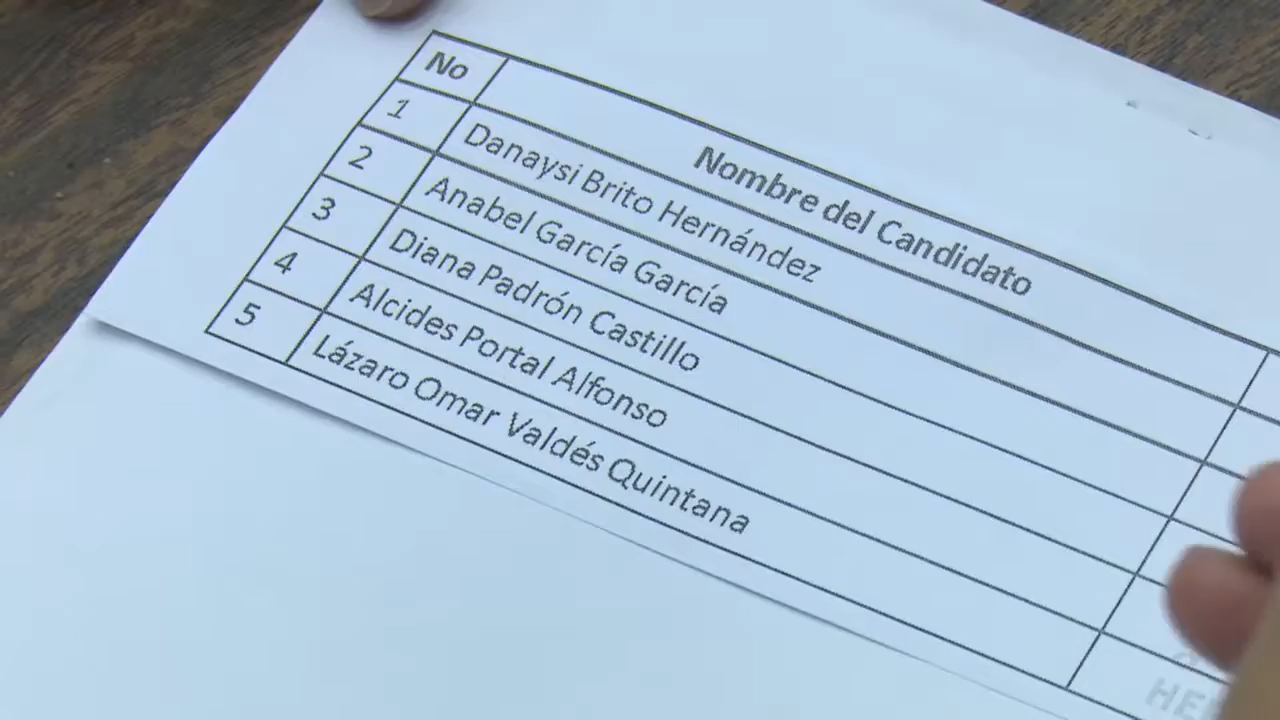 No Nombre del Candidato
1 Danaysi Brito Hernández
2 Anabel García García
3 Diana Padrón Castillo
4 Alcides Portal Alfonso
5 Lázaro Omar Valdés Quintana